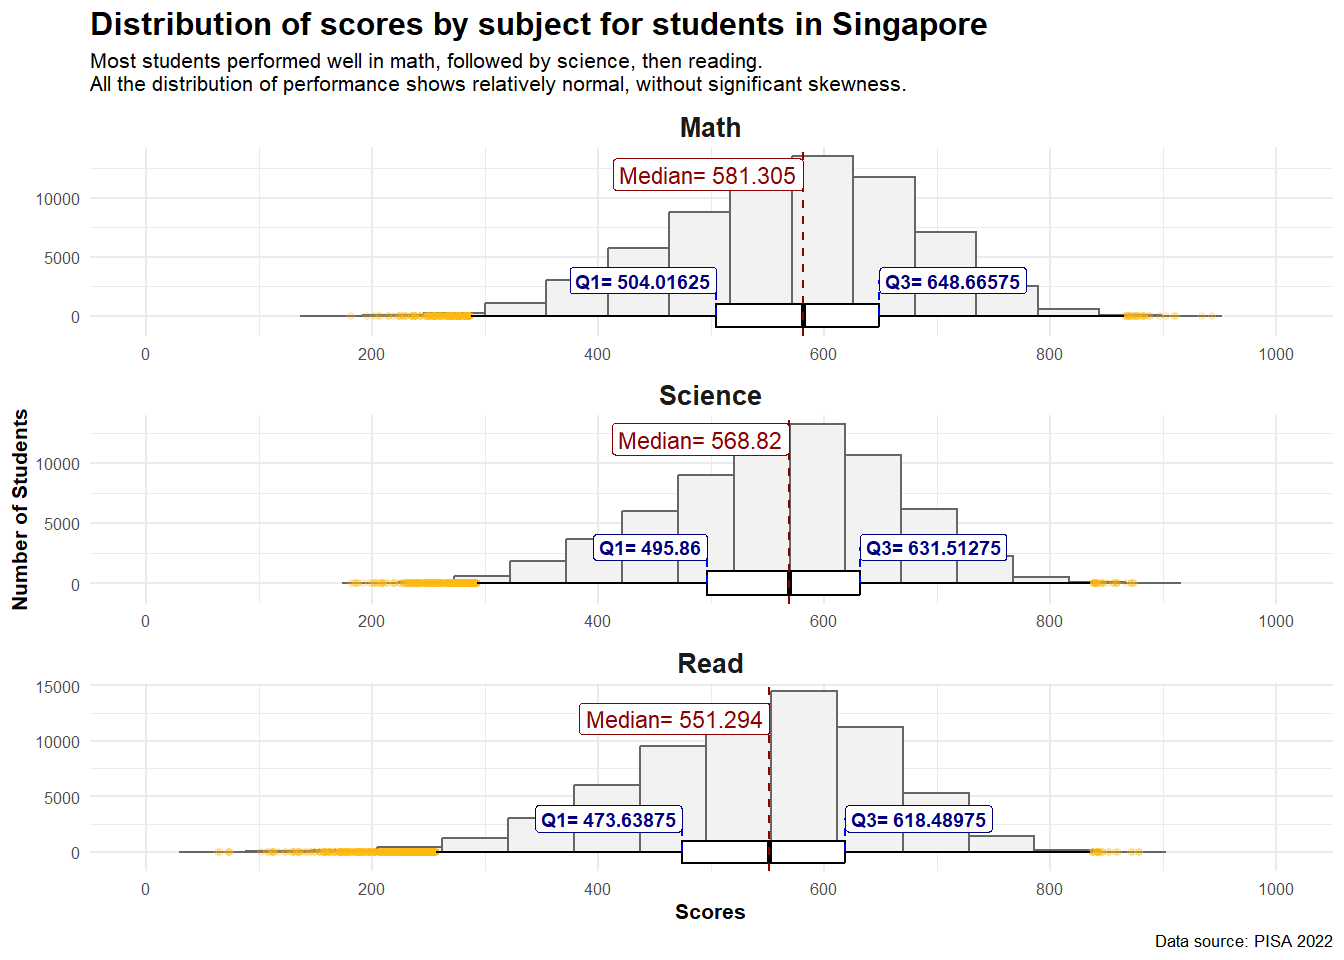 Distribution of scores by subject for students in Singapore
Most students performed well in math, followed by science, then reading.
All the distribution of performance shows relatively normal, without significant skewness.
Math
Median= 581.305
Q1= 504.01625
Q3= 648.66575
10000
5000
0
0 200 400 600 800 1000
Science
Median= 568.82
Q1= 495.86
Q3= 631.51275
10000
5000
0
0 200 400 600 800 1000
Number of Students
Read
Median= 551.294
Q1= 473.63875
Q3= 618.48975
15000
10000
5000
0
0 200 400 600 800 1000
Scores
Data source: PISA 2022